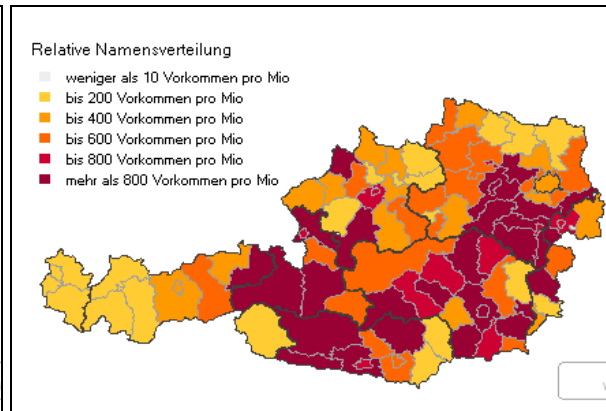 Relative Namensverteilung
weniger als 10 Vorkommen pro Mio
bis 200 Vorkommen pro Mio
bis 400 Vorkommen pro Mio
bis 600 Vorkommen pro Mio
bis 800 Vorkommen pro Mio
mehr als 800 Vorkommen pro Mio